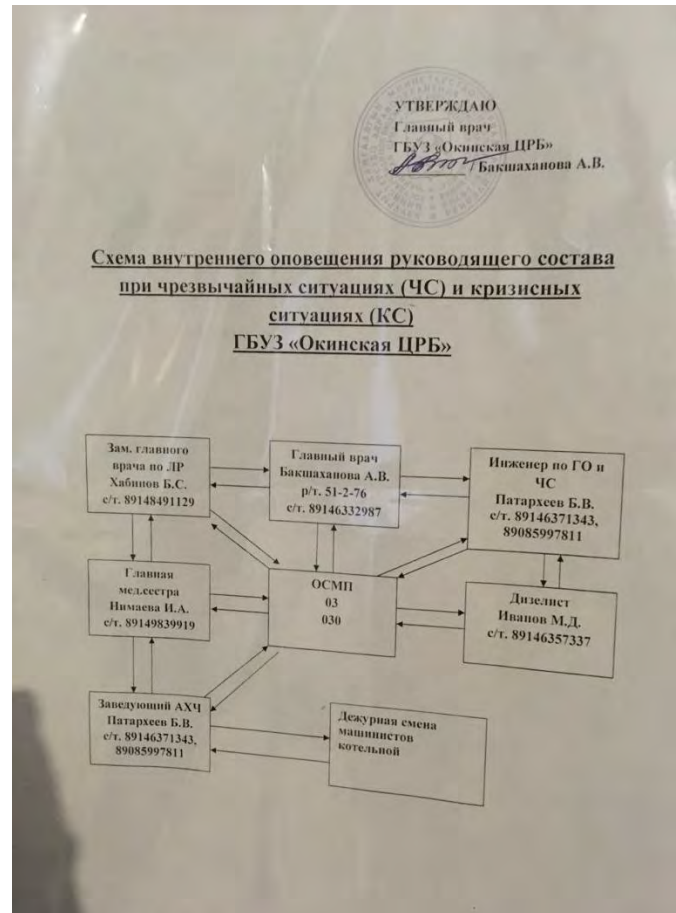 УТВЕРЖДАЮ
Главный врач
ГБУЗ «Окинская ЦРБ»
/ Бакшаханова А.В.
Схема внутреннего оповещения руководящего состава
при чрезвычайных ситуациях (ЧС) и кризисных
ситуациях (КС)
ГБУЗ «Окинская ЦРБ»
Зам. главного
врача по ЛР
Хабинов Б.С.
с/т. 89148491129
Главный врач
Бакшаханова А.В.
р/т. 51-2-76
с/т. 89146332987
Инженер по ГО и
ЧС
Патархеев Б.В.
с/т. 89146371343,
89085997811
Главная
мед.сестра
Нимаева И.А.
с/т. 89149839919
ОСМП
03
030
Дизелист
Иванов М.Д.
с/т. 89146357337
Заведующий АХЧ
Патархеев Б.В.
с/т. 89146371343,
89085997811
Дежурная смена
машинистов
котельной